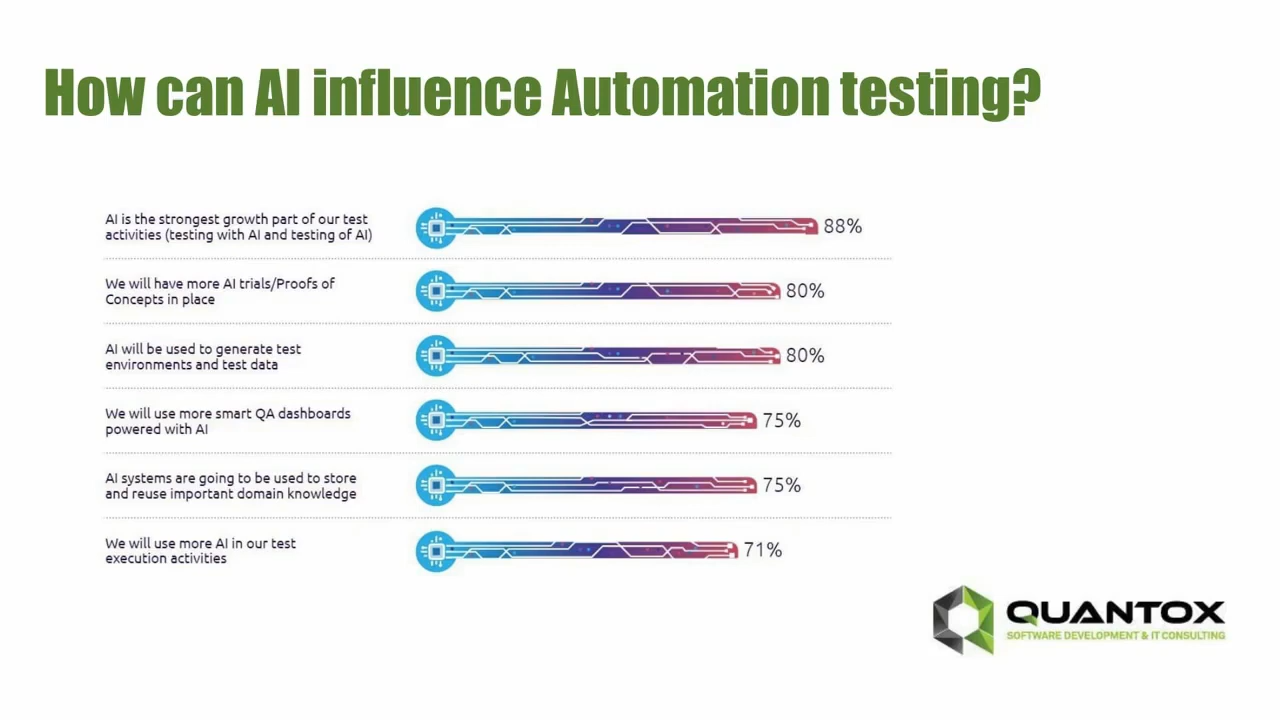 How can AI influence Automation testing?
AI is the strongest growth part of our test
activities (testing with AI and testing of AI)
88%
We will have more AI trials/Proofs of
Concepts in place
80%
AI will be used to generate test
environments and test data
80%
We will use more smart QA dashboards
powered with AI
75%
AI systems are going to be used to store
and reuse important domain knowledge
75%
We will use more AI in our test
execution activities
71%
QUANTOX
SOFTWARE DEVELOPMENT & IT CONSULTING